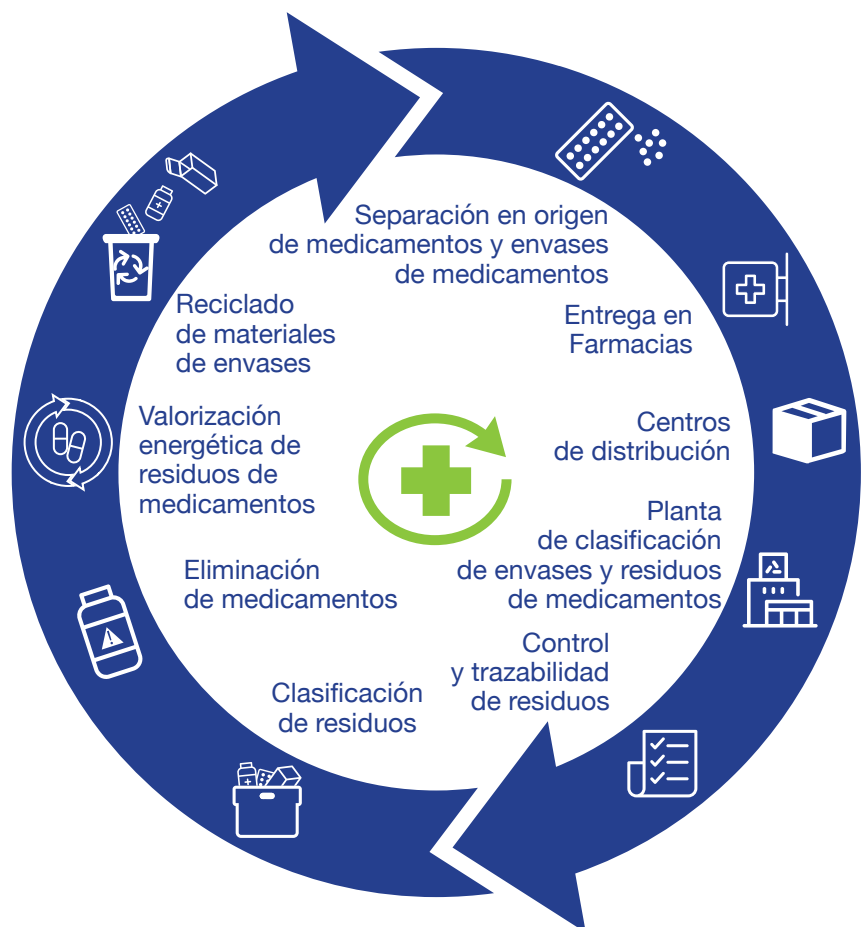 Separación en origen
de medicamentos y envases
de medicamentos
Entrega en
Farmacias
Centros
de distribución
Planta
de clasificación
de envases y residuos
de medicamentos
Control
y trazabilidad
de residuos
Clasificación
de residuos
Eliminación
de medicamentos
Valorización
energética de
residuos de
medicamentos
Reciclado
de materiales
de envases